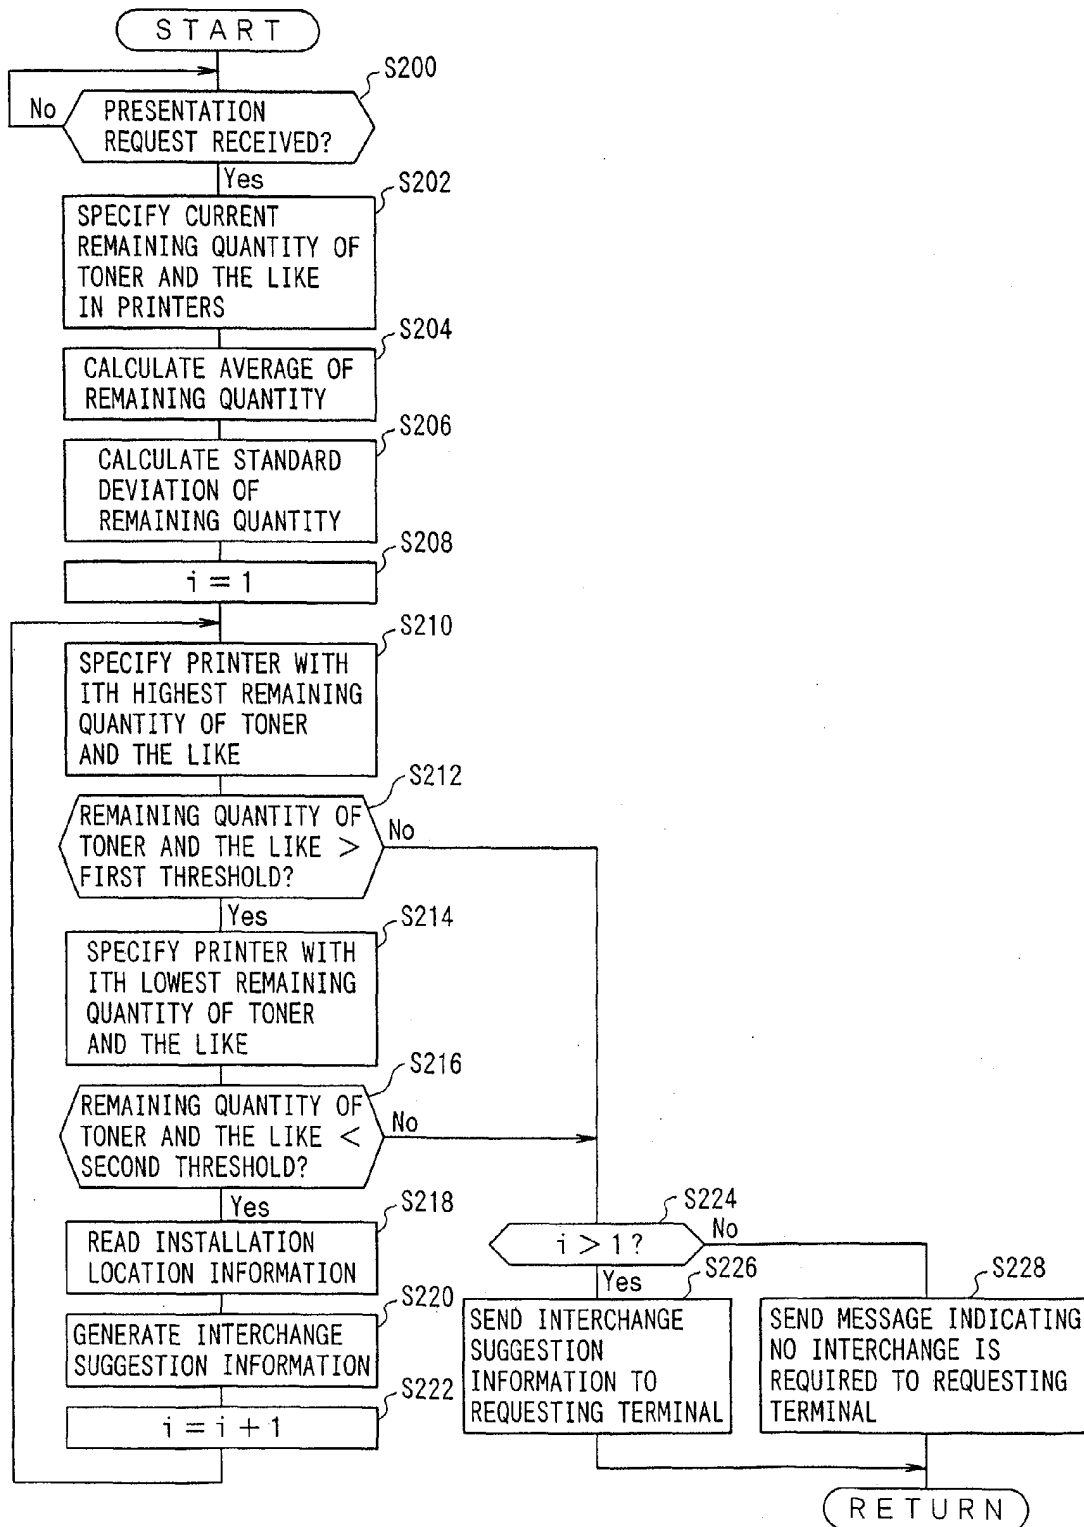 START
S200
No
PRESENTATION
REQUEST RECEIVED?
Yes
S202
SPECIFY CURRENT
REMAINING QUANTITY OF
TONER AND THE LIKE
IN PRINTERS
S204
CALCULATE AVERAGE OF
REMAINING QUANTITY
S206
CALCULATE STANDARD
DEVIATION OF
REMAINING QUANTITY
S208
i = 1
S210
SPECIFY PRINTER WITH
ITH HIGHEST REMAINING
QUANTITY OF TONER
AND THE LIKE
S212
REMAINING QUANTITY OF
TONER AND THE LIKE >
FIRST THRESHOLD?
No
Yes
S214
SPECIFY PRINTER WITH
ITH LOWEST REMAINING
QUANTITY OF TONER
AND THE LIKE
S216
REMAINING QUANTITY OF
TONER AND THE LIKE <
SECOND THRESHOLD?
No
Yes
S218
READ INSTALLATION
LOCATION INFORMATION
S220
GENERATE INTERCHANGE
SUGGESTION INFORMATION
S222
i = i + 1
S224
i > 1?
No
Yes
S226
SEND INTERCHANGE
SUGGESTION
INFORMATION TO
REQUESTING TERMINAL
S228
SEND MESSAGE INDICATING
NO INTERCHANGE IS
REQUIRED TO REQUESTING
TERMINAL
RETURN